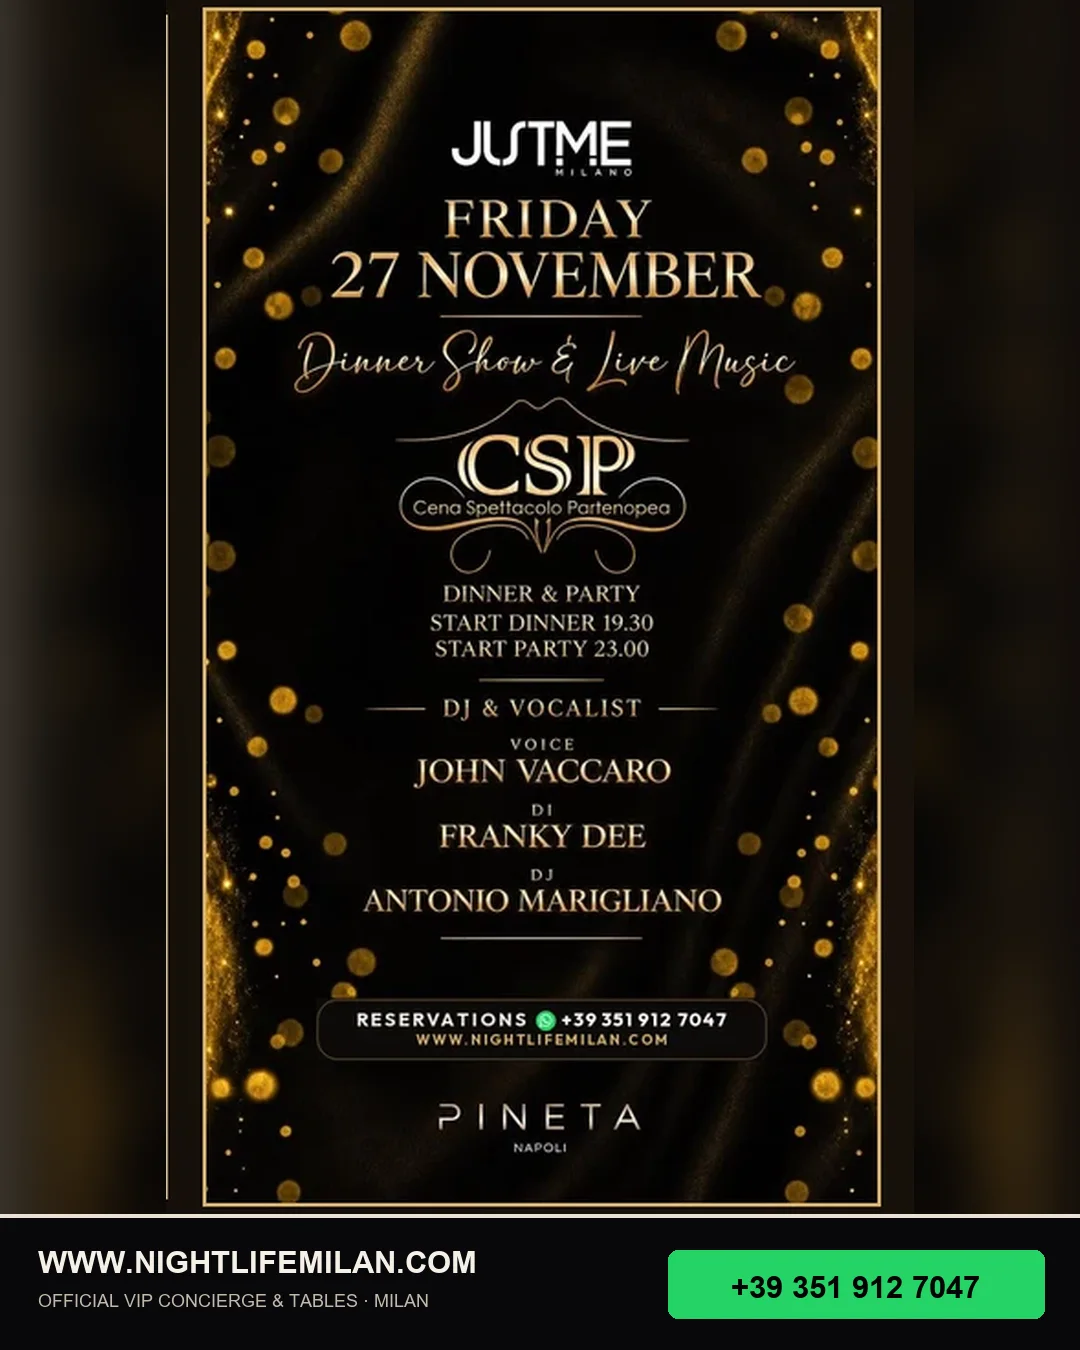 JUSTME
MILANO
FRIDAY
27 NOVEMBER
Dinner Show & Live Music
CSP
Cena Spettacolo Partenopea
DINNER & PARTY
START DINNER 19.30
START PARTY 23.00
DJ & VOCALIST
VOICE
JOHN VACCARO
DI
FRANKY DEE
DJ
ANTONIO MARIGLIANO
RESERVATIONS +39 351 912 7047
WWW.NIGHTLIFEMILAN.COM
PINETA
NAPOLI
WWW.NIGHTLIFEMILAN.COM
OFFICIAL VIP CONCIERGE & TABLES · MILAN
+39 351 912 7047